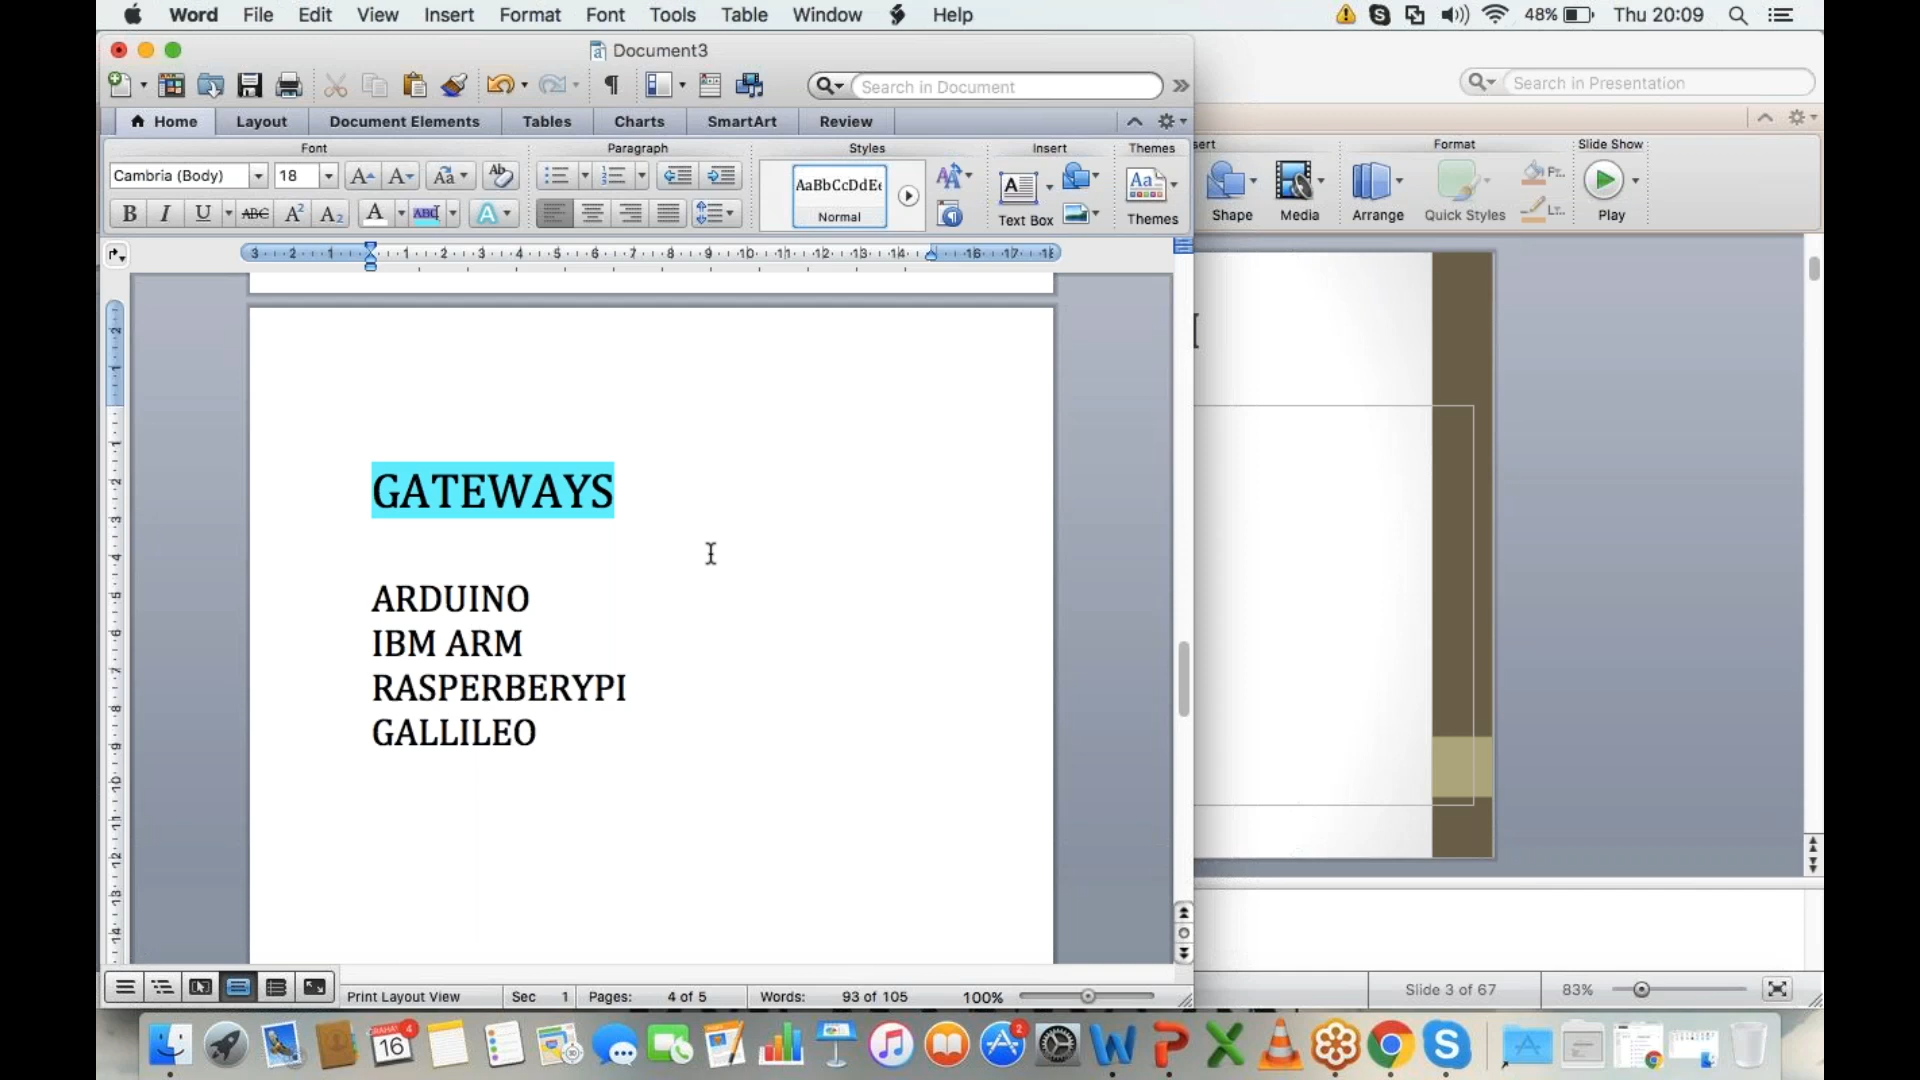 Word File Edit View Insert Format Font Tools Table Window Help 48% Thu 20:09
Document3
Search in Document
Search in Presentation
Home Layout Document Elements Tables Charts SmartArt Review
Font Paragraph Styles Insert Themes
Format Slide Show
Cambria (Body) 18
AaBbCcDdEe
Normal
Text Box Themes
Shape Media Arrange Quick Styles Play
GATEWAYS
ARDUINO
IBM ARM
RASPERBERYPI
GALLILEO
Print Layout View Sec 1 Pages: 4 of 5 Words: 93 of 105 100%
Slide 3 of 67 83%
16